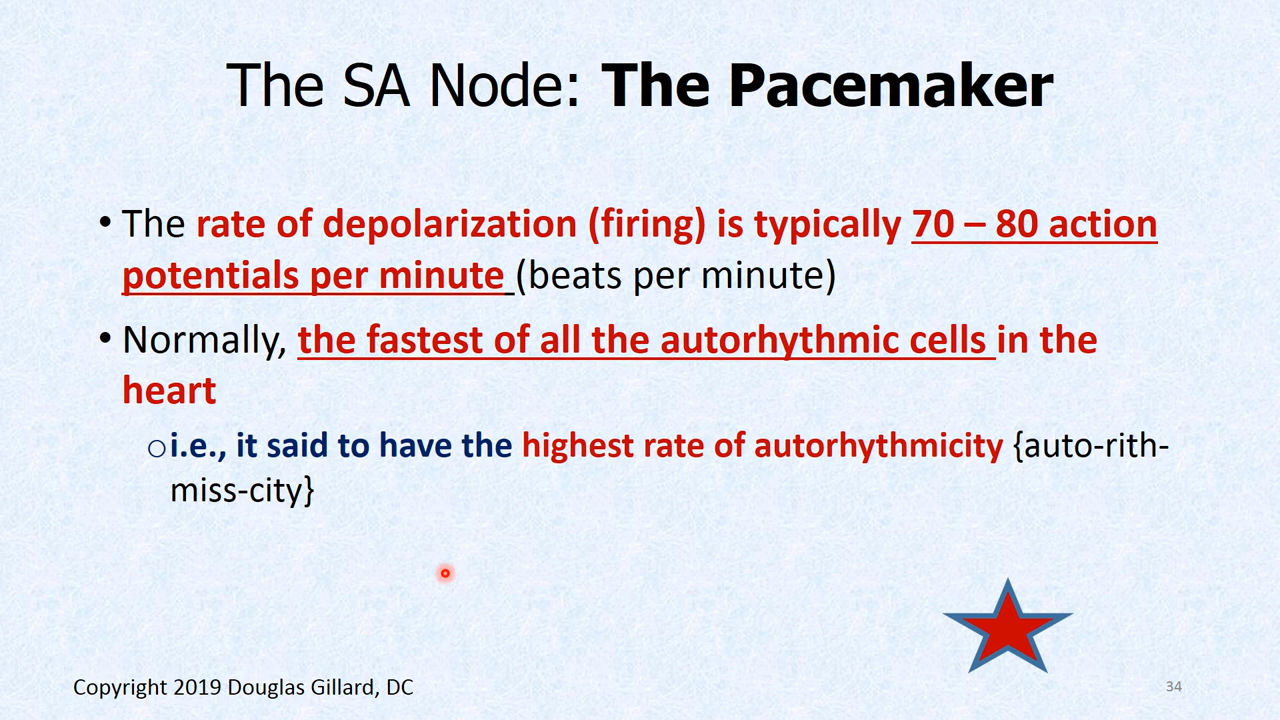 The SA Node: The Pacemaker
• The rate of depolarization (firing) is typically 70 – 80 action
potentials per minute (beats per minute)
• Normally, the fastest of all the autorhythmic cells in the
heart
○ i.e., it said to have the highest rate of autorhythmicity {auto-rith-
miss-city}
Copyright 2019 Douglas Gillard, DC
34